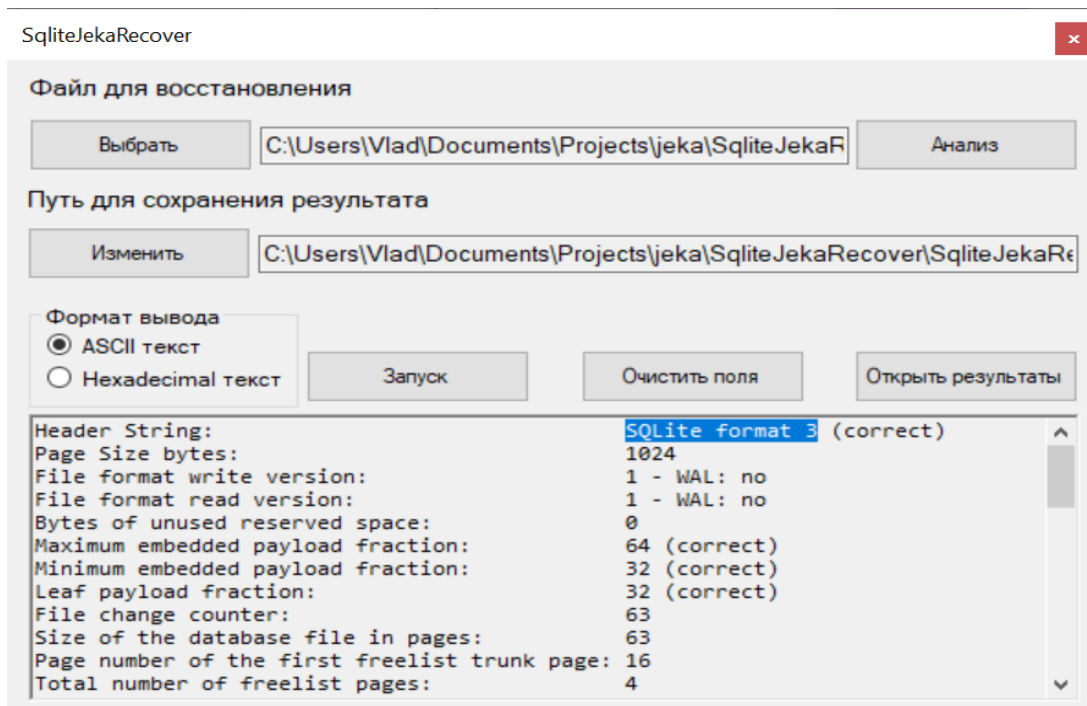 SqliteJekaRecover
x
Файл для восстановления
Выбрать C:\Users\Vlad\Documents\Projects\jeka\SqliteJekaR Анализ
Путь для сохранения результата
Изменить C:\Users\Vlad\Documents\Projects\jeka\SqliteJekaRecover\SqliteJekaRe
Формат вывода
ASCII текст
Hexadecimal текст Запуск Очистить поля Открыть результаты
Header String: SQLite format 3 (correct)
Page Size bytes: 1024
File format write version: 1 - WAL: no
File format read version: 1 - WAL: no
Bytes of unused reserved space: 0
Maximum embedded payload fraction: 64 (correct)
Minimum embedded payload fraction: 32 (correct)
Leaf payload fraction: 32 (correct)
File change counter: 63
Size of the database file in pages: 63
Page number of the first freelist trunk page: 16
Total number of freelist pages: 4